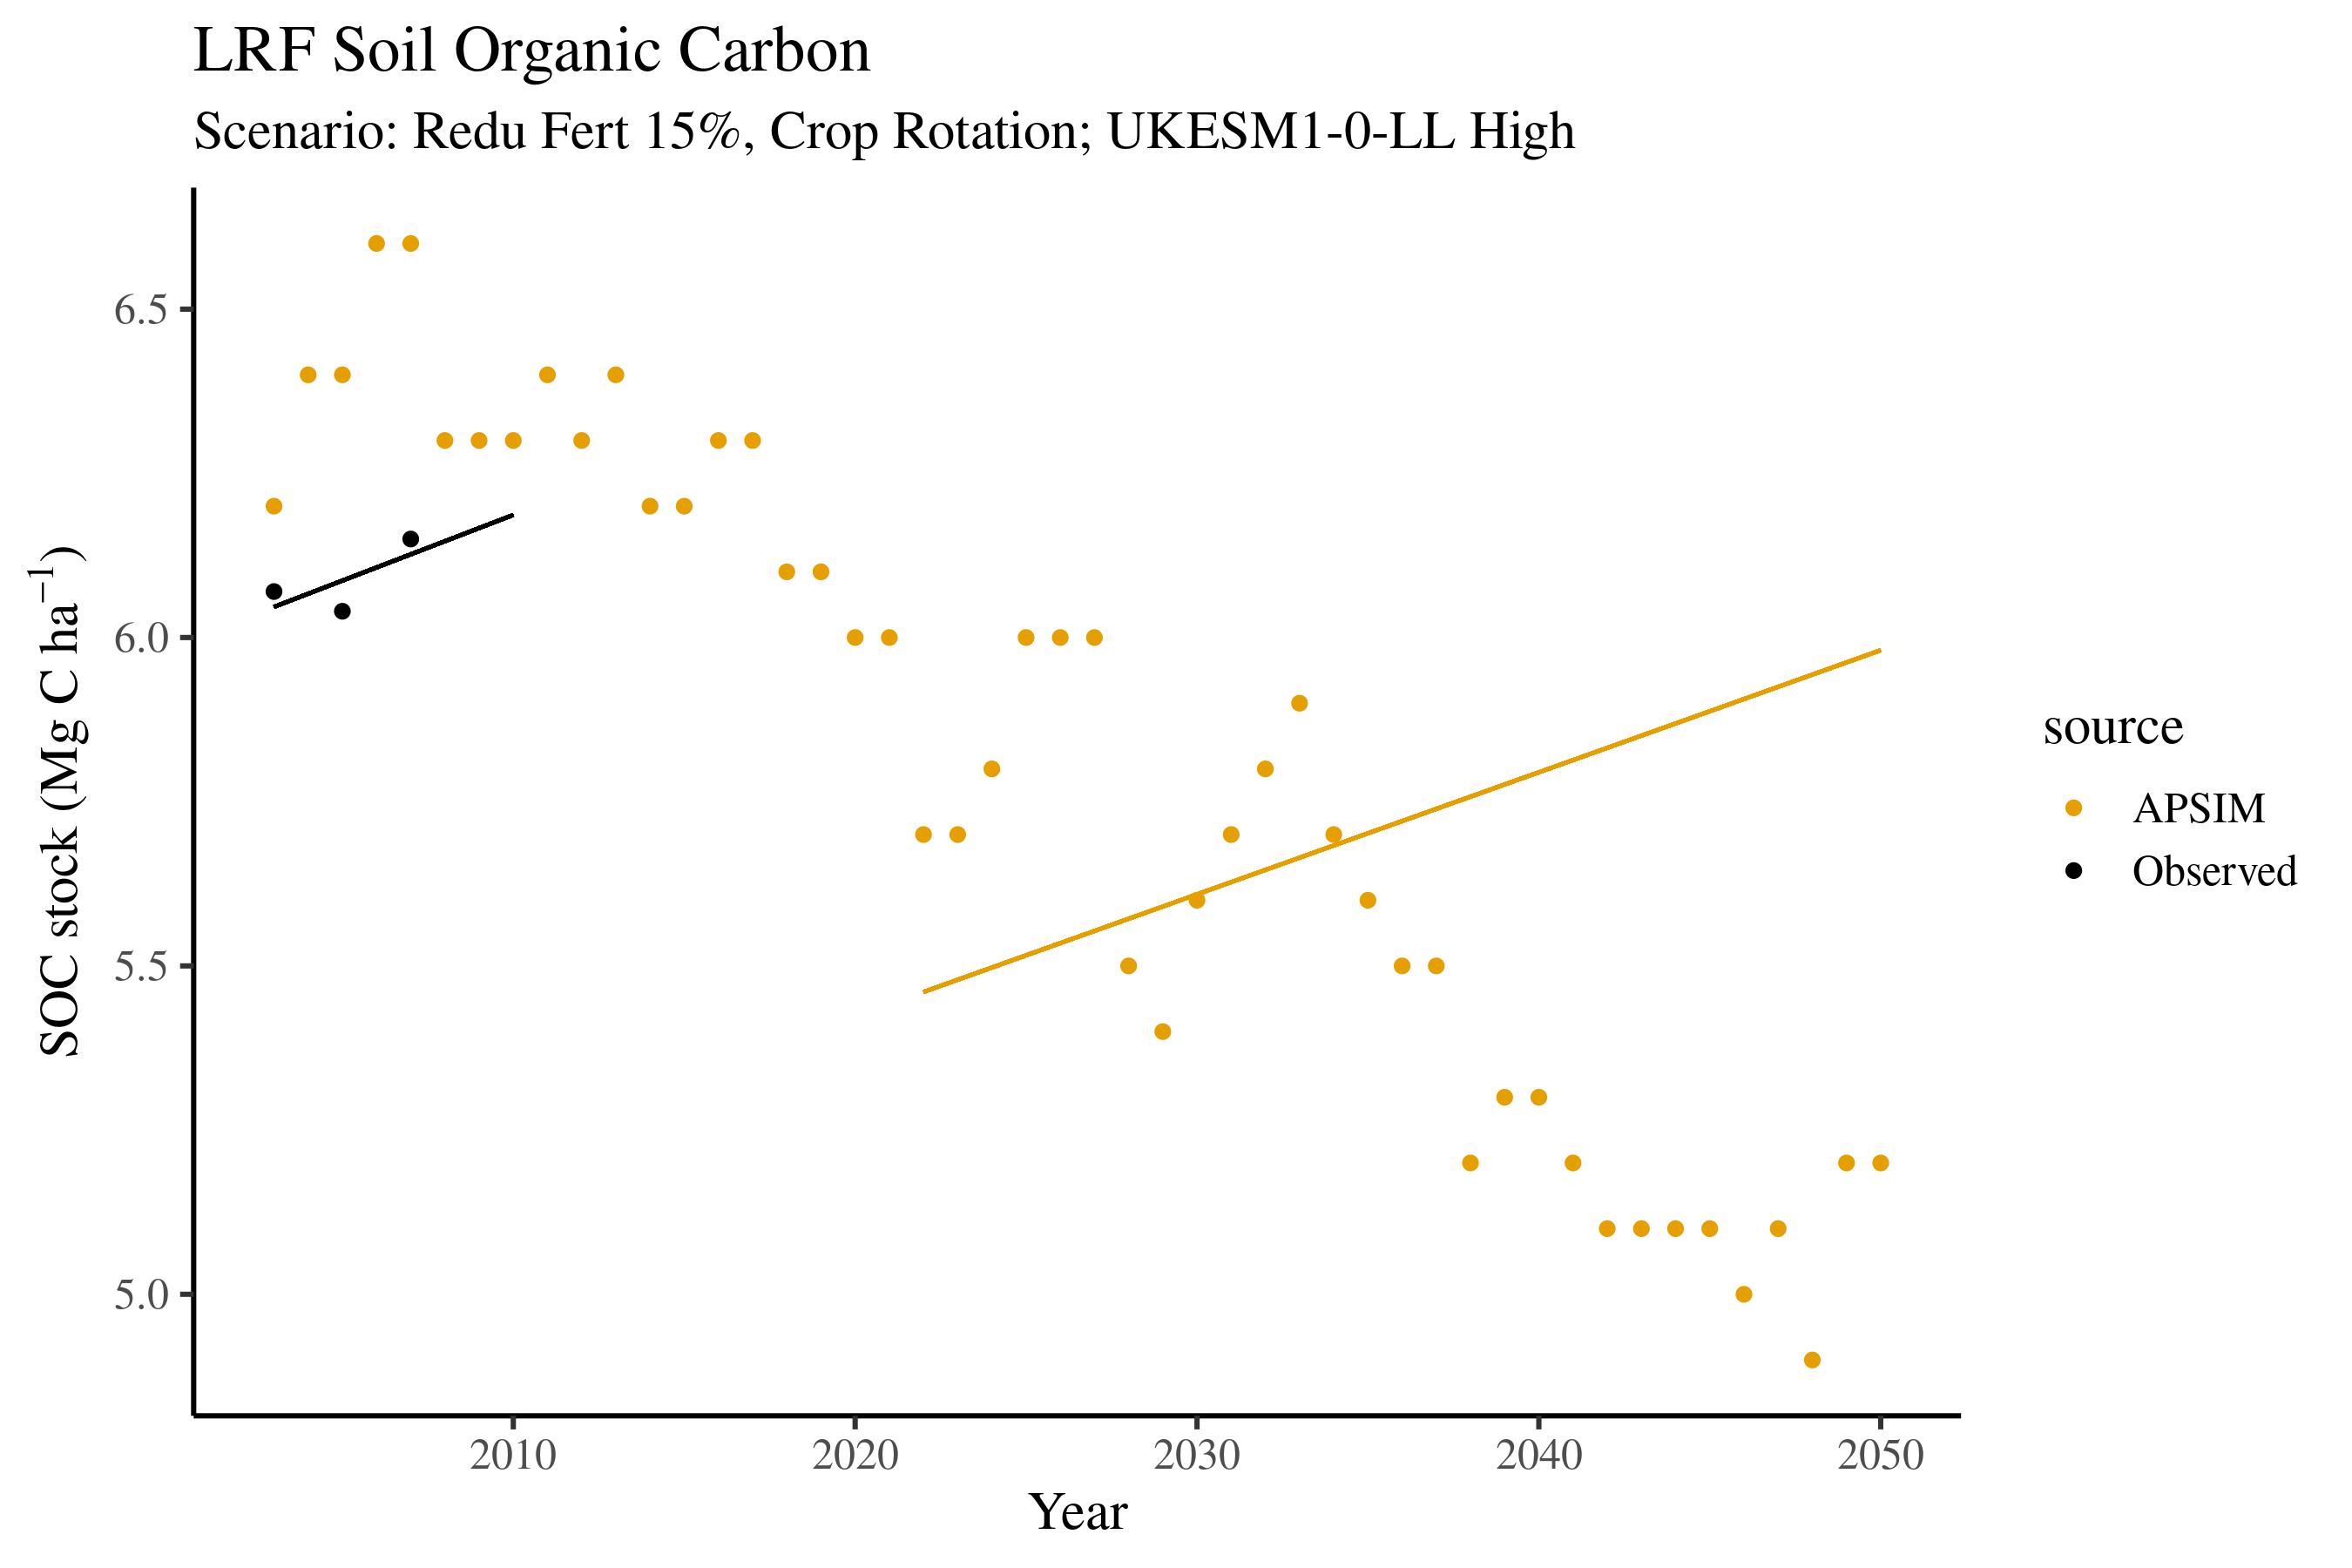 LRF Soil Organic Carbon
Scenario: Redu Fert 15%, Crop Rotation; UKESM1-0-LL High
SOC stock (Mg C ha⁻¹)
6.5
6.0
5.5
5.0
2010 2020 2030 2040 2050
Year
source
APSIM
Observed